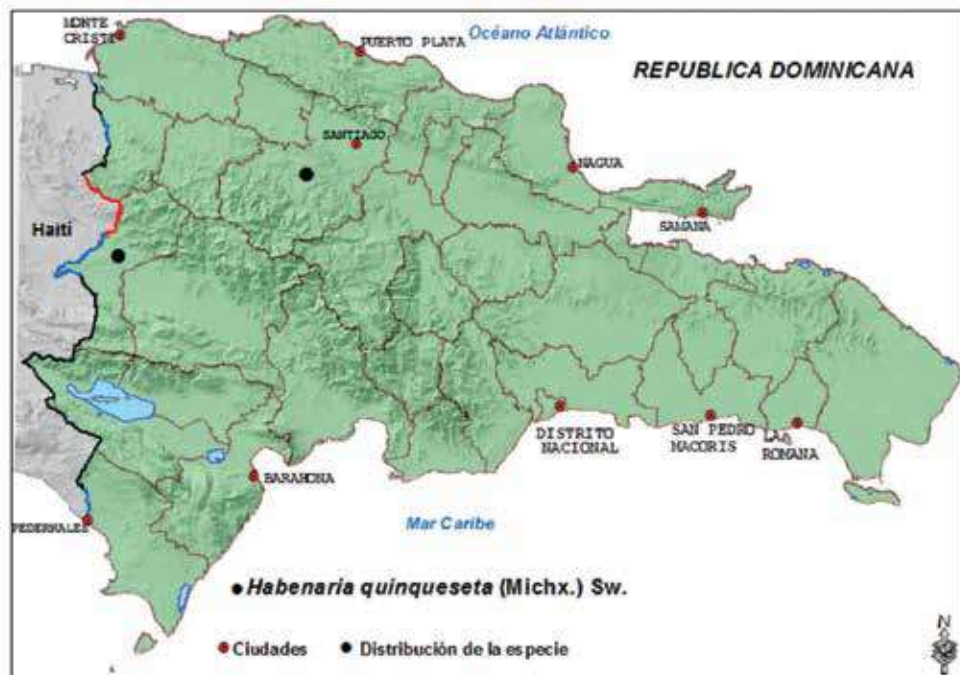 MONTE
CRISTI
PUERTO PLATA
Océano Atlántico
REPUBLICA DOMINICANA
SANTIAGO
NAGUA
SAMANA
Haití
DISTRITO
NACIONAL
SAN PEDRO
MACORIS
LA
ROMANA
BARAHONA
PEDERNALES
Mar Caribe
Habenaria quinqueseta (Michx.) Sw.
Ciudades
Distribución de la especie
N